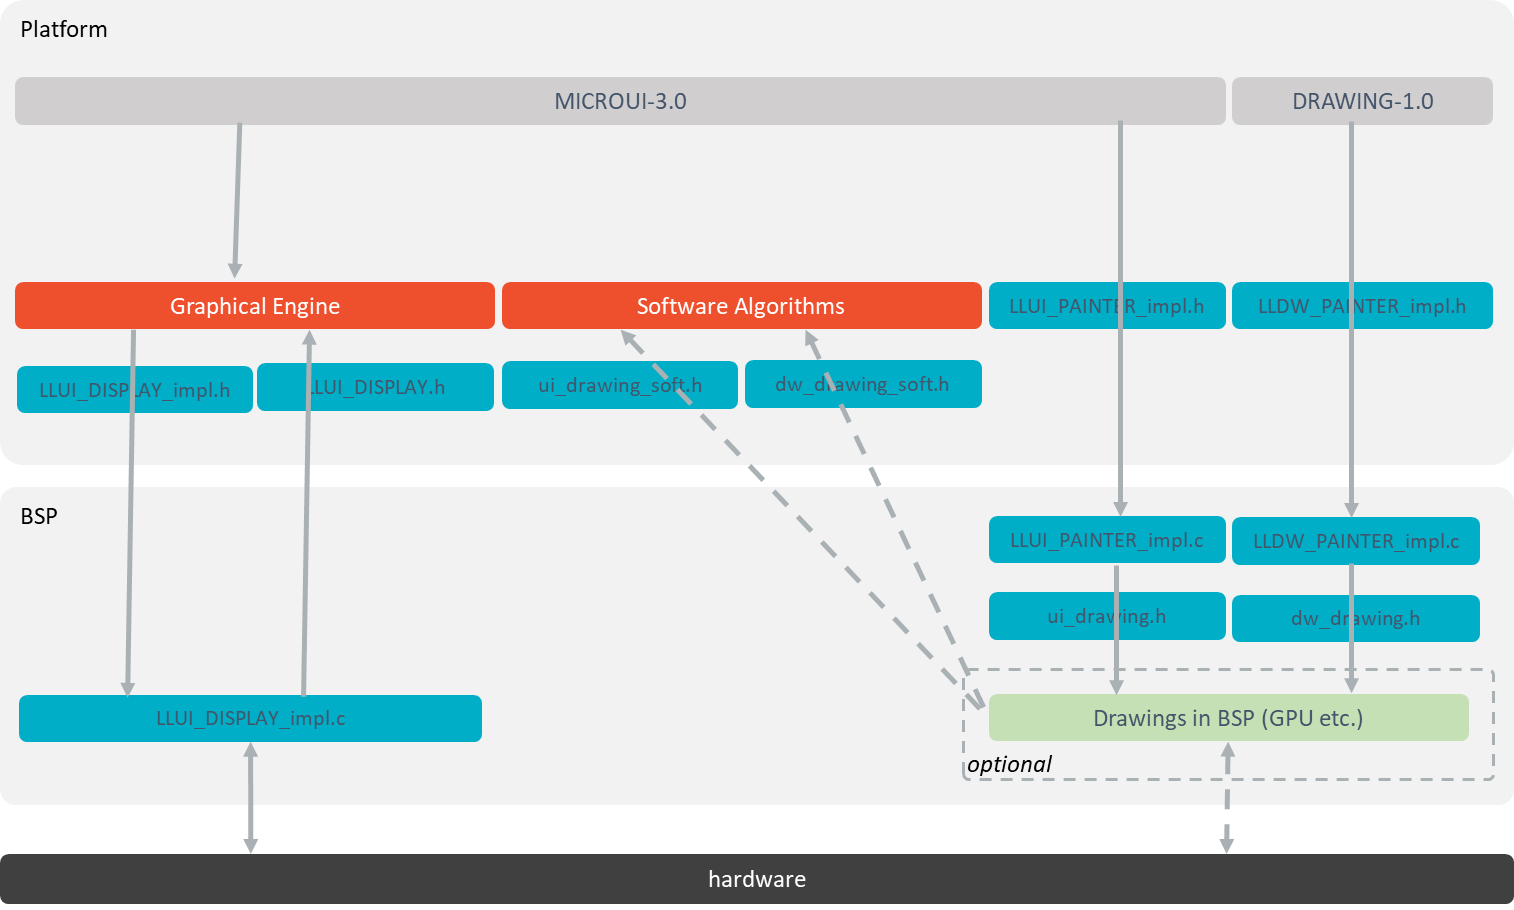 Platform
MICROUI-3.0
DRAWING-1.0
Graphical Engine
Software Algorithms
LLUI_PAINTER_impl.h
LLDW_PAINTER_impl.h
LLUI_DISPLAY_impl.h
LLUI_DISPLAY.h
ui_drawing_soft.h
dw_drawing_soft.h
BSP
LLUI_PAINTER_impl.c
LLDW_PAINTER_impl.c
ui_drawing.h
dw_drawing.h
LLUI_DISPLAY_impl.c
Drawings in BSP (GPU etc.)
optional
hardware